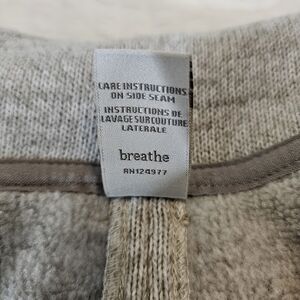 CARE INSTRUCTIONS
ON SIDE SEAM
INSTRUCTIONS DE
LAVAGE SUR COUTURE
LATERALE
breathe
RN124977